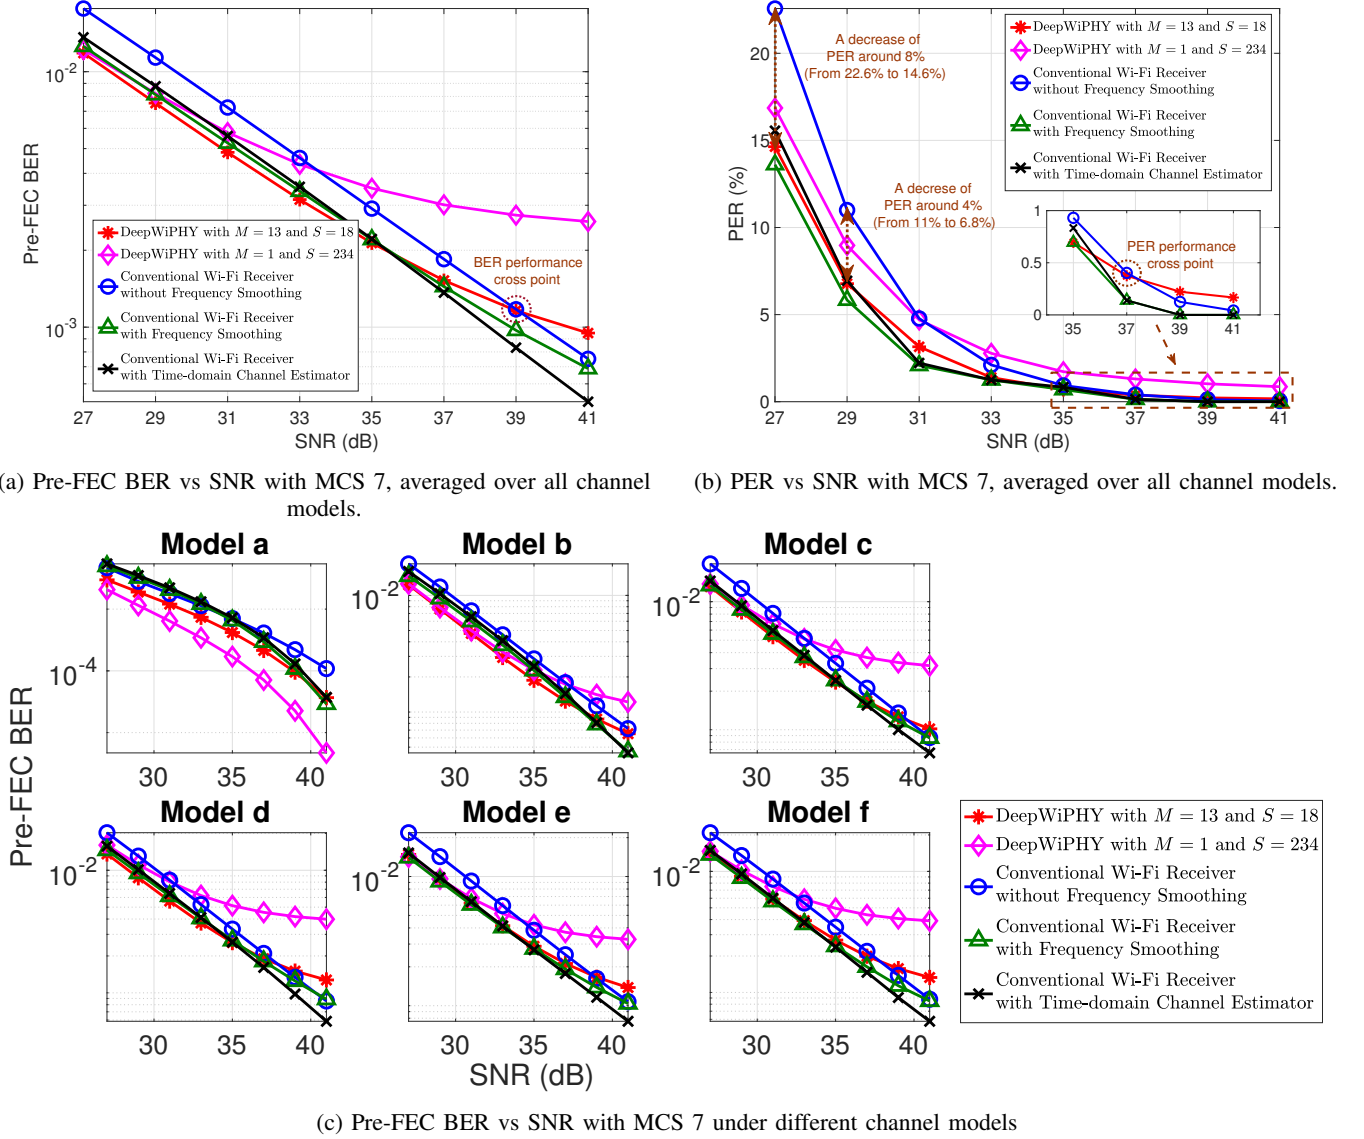 Pre-FEC BER
10^-2
10^-3
DeepWiPHY with M = 13 and S = 18
DeepWiPHY with M = 1 and S = 234
Conventional Wi-Fi Receiver
without Frequency Smoothing
Conventional Wi-Fi Receiver
with Frequency Smoothing
Conventional Wi-Fi Receiver
with Time-domain Channel Estimator
BER performance
cross point
27 29 31 33 35 37 39 41
SNR (dB)
(a) Pre-FEC BER vs SNR with MCS 7, averaged over all channel
models.
PER (%)
20
15
10
5
0
A decrease of
PER around 8%
(From 22.6% to 14.6%)
A decrese of
PER around 4%
(From 11% to 6.8%)
DeepWiPHY with M = 13 and S = 18
DeepWiPHY with M = 1 and S = 234
Conventional Wi-Fi Receiver
without Frequency Smoothing
Conventional Wi-Fi Receiver
with Frequency Smoothing
Conventional Wi-Fi Receiver
with Time-domain Channel Estimator
1
0.5
0
PER performance
cross point
35 37 39 41
27 29 31 33 35 37 39 41
SNR (dB)
(b) PER vs SNR with MCS 7, averaged over all channel models.
Pre-FEC BER
Model a
10^-4
30 35 40
Model b
10^-2
30 35 40
Model c
10^-2
30 35 40
Model d
10^-2
30 35 40
Model e
10^-2
30 35 40
Model f
10^-2
30 35 40
SNR (dB)
DeepWiPHY with M = 13 and S = 18
DeepWiPHY with M = 1 and S = 234
Conventional Wi-Fi Receiver
without Frequency Smoothing
Conventional Wi-Fi Receiver
with Frequency Smoothing
Conventional Wi-Fi Receiver
with Time-domain Channel Estimator
(c) Pre-FEC BER vs SNR with MCS 7 under different channel models